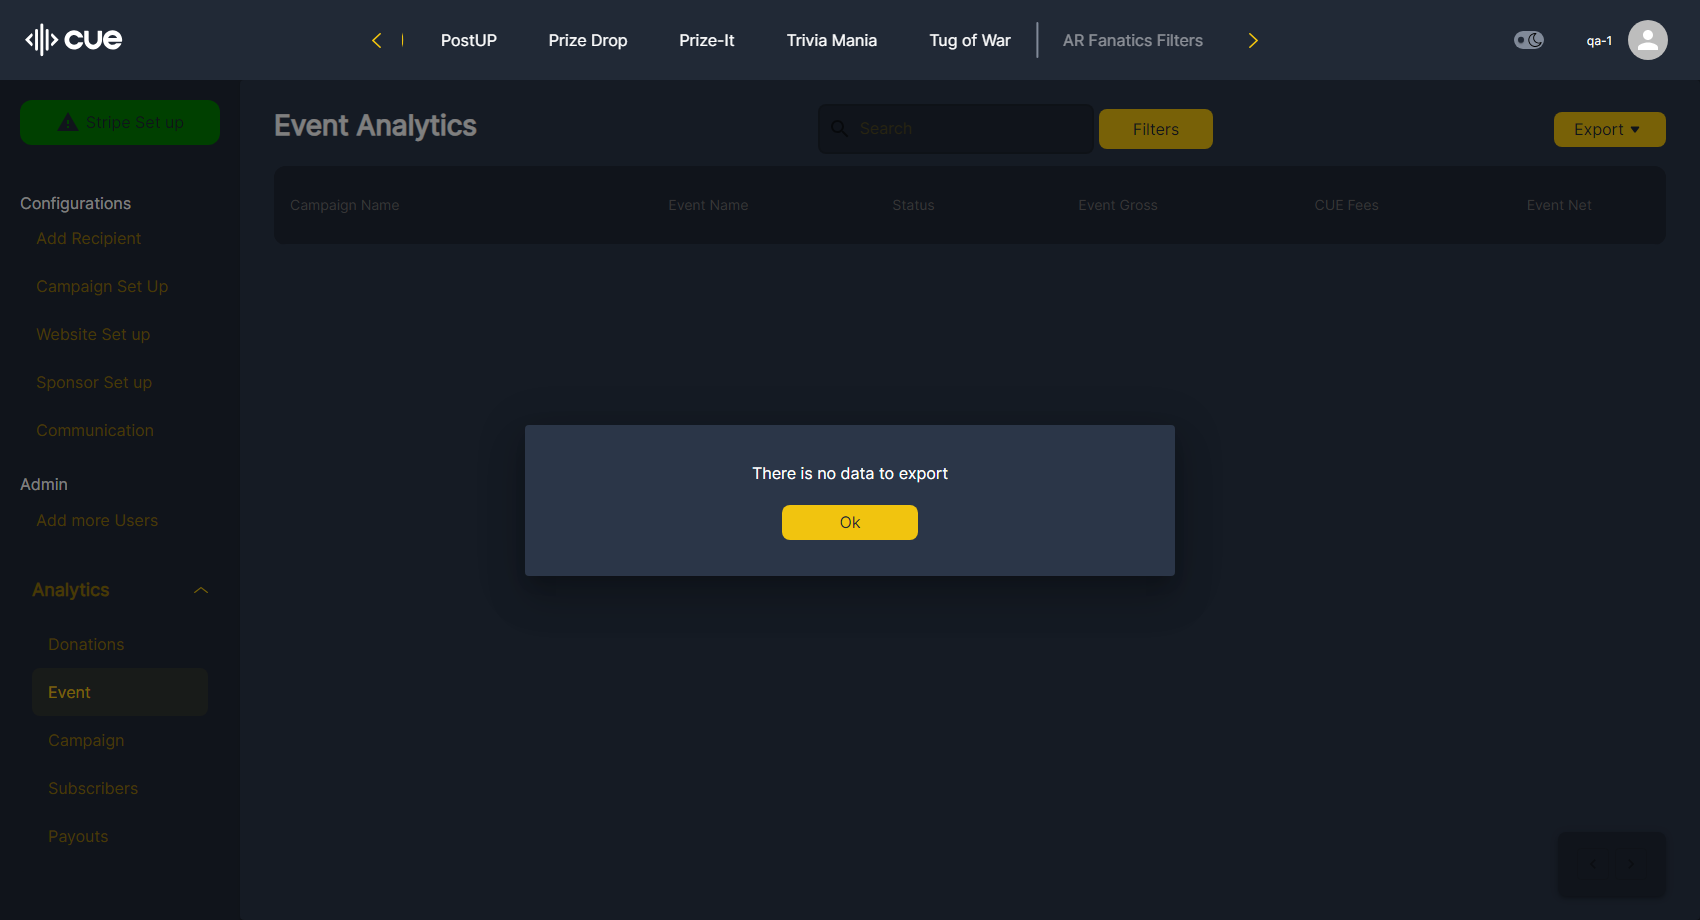 cue
PostUP
Prize Drop
Prize-It
Trivia Mania
Tug of War
AR Fanatics Filters
qa-1
Stripe Set up
Configurations
Add Recipient
Campaign Set Up
Website Set up
Sponsor Set up
Communication
Admin
Add more Users
Analytics
Donations
Event
Campaign
Subscribers
Payouts
Event Analytics
Search
Filters
Export
Campaign Name
Event Name
Status
Event Gross
CUE Fees
Event Net
There is no data to export
Ok